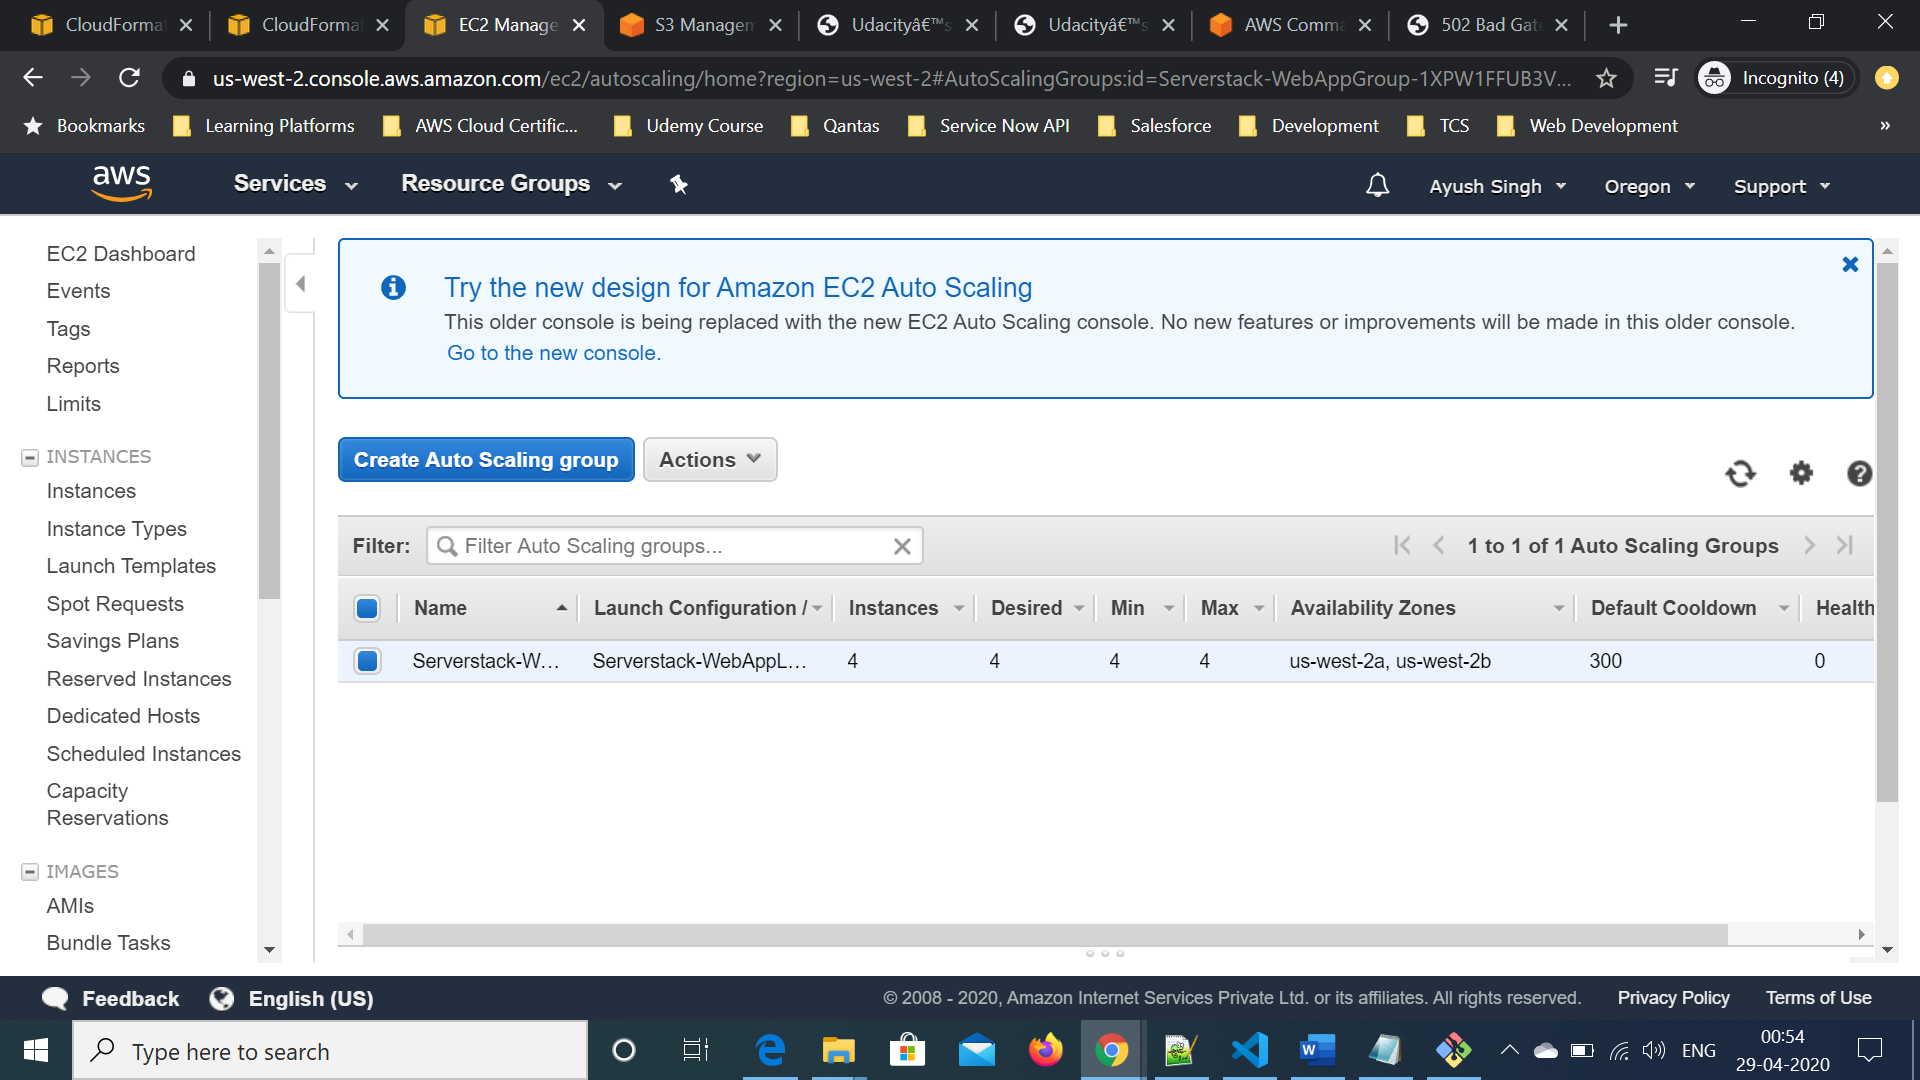 CloudForma
CloudForma
EC2 Manage
S3 Managem
Udacityâ€™s
Udacityâ€™s
AWS Comma
502 Bad Gat
us-west-2.console.aws.amazon.com/ec2/autoscaling/home?region=us-west-2#AutoScalingGroups:id=Serverstack-WebAppGroup-1XPW1FFUB3V...
Incognito (4)
Bookmarks
Learning Platforms
AWS Cloud Certific...
Udemy Course
Qantas
Service Now API
Salesforce
Development
TCS
Web Development
»
aws
Services
Resource Groups
Ayush Singh
Oregon
Support
EC2 Dashboard
Events
Tags
Reports
Limits
INSTANCES
Instances
Instance Types
Launch Templates
Spot Requests
Savings Plans
Reserved Instances
Dedicated Hosts
Scheduled Instances
Capacity
Reservations
IMAGES
AMIs
Bundle Tasks
Try the new design for Amazon EC2 Auto Scaling
This older console is being replaced with the new EC2 Auto Scaling console. No new features or improvements will be made in this older console.
Go to the new console.
Create Auto Scaling group
Actions
Filter:
Filter Auto Scaling groups...
1 to 1 of 1 Auto Scaling Groups
Name
Launch Configuration /
Instances
Desired
Min
Max
Availability Zones
Default Cooldown
Health
Serverstack-W...
Serverstack-WebAppL...
4
4
4
4
us-west-2a, us-west-2b
300
0
Feedback
English (US)
© 2008 - 2020, Amazon Internet Services Private Ltd. or its affiliates. All rights reserved.
Privacy Policy
Terms of Use
Type here to search
ENG
00:54
29-04-2020